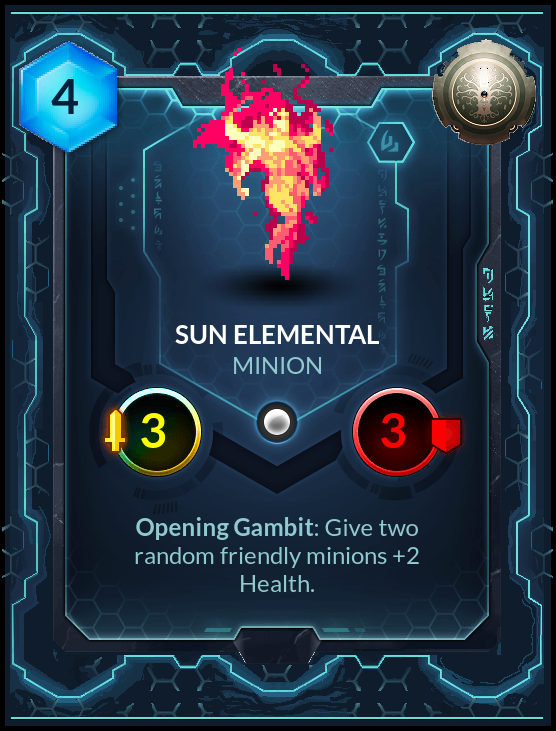 4
SUN ELEMENTAL
MINION
3
3
Opening Gambit: Give two
random friendly minions +2
Health.